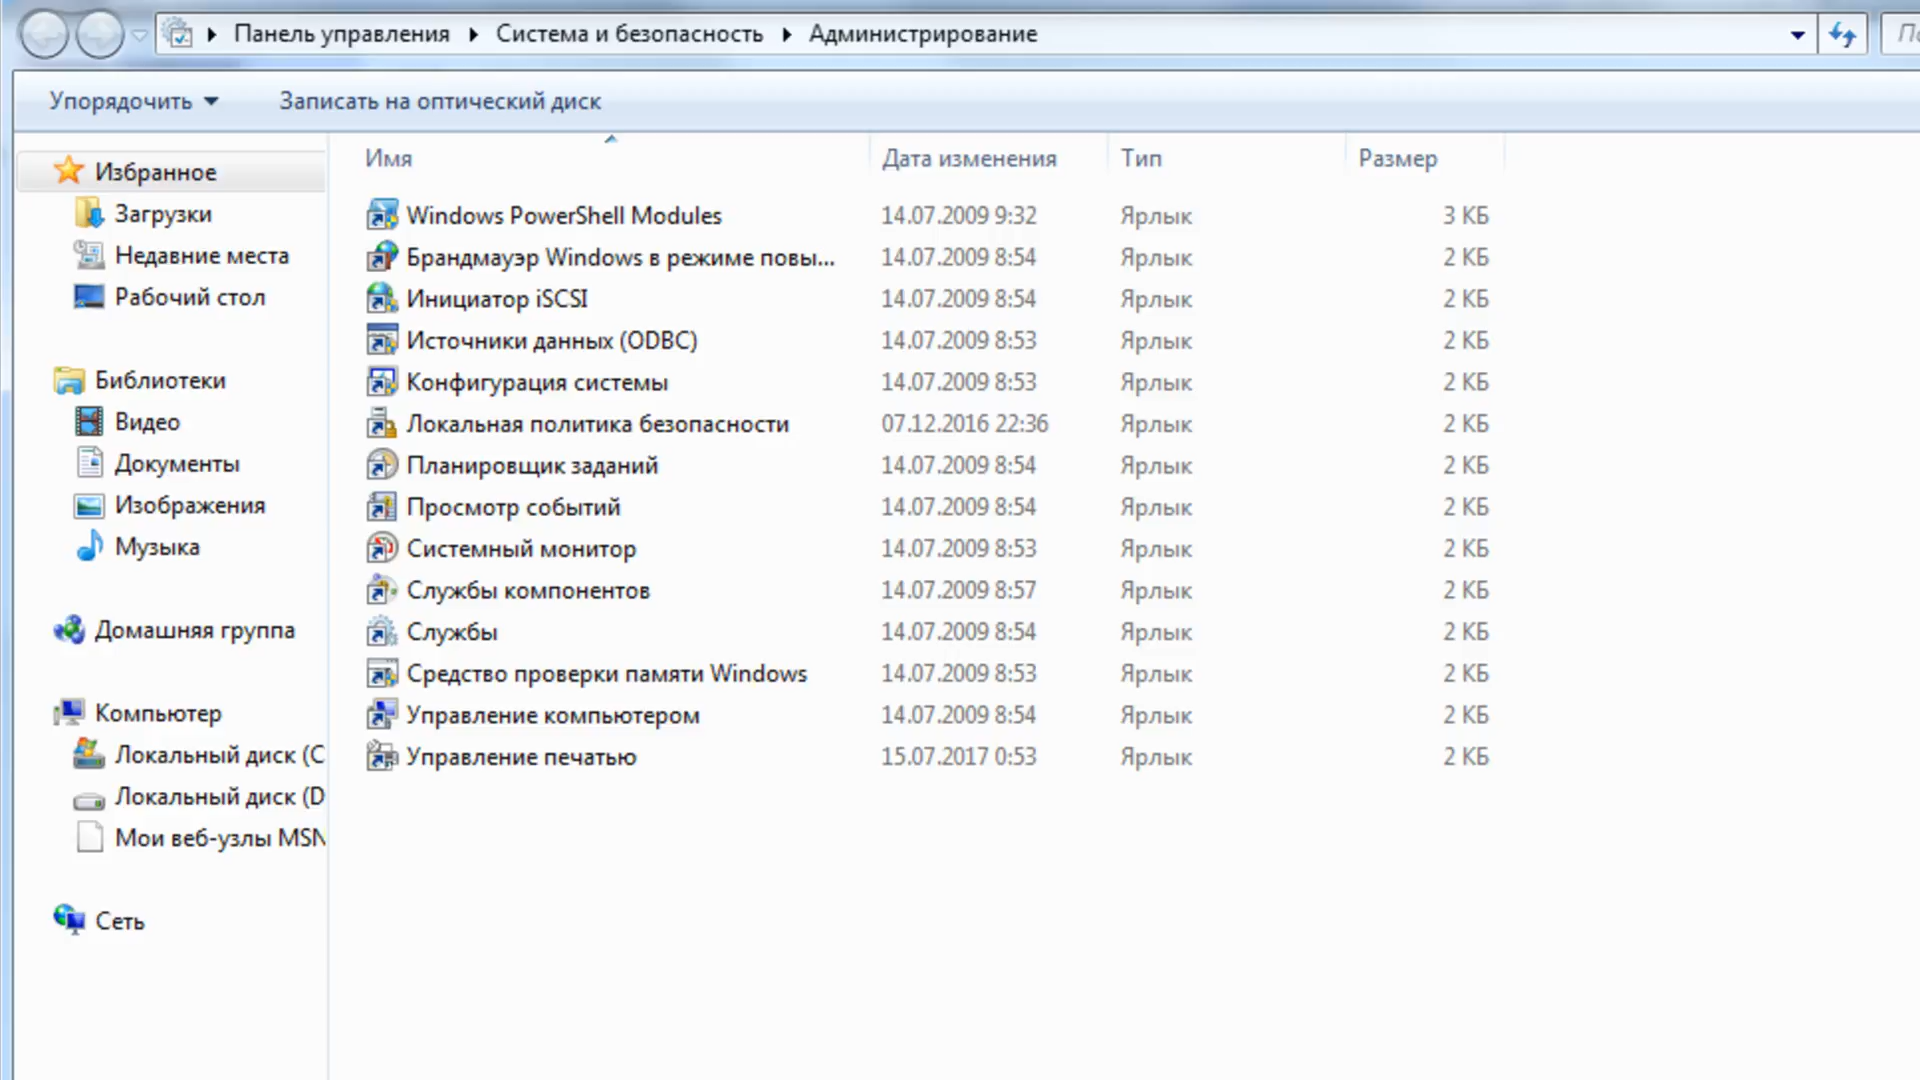 Панель управления Система и безопасность Администрирование
Упорядочить Записать на оптический диск
Имя Дата изменения Тип Размер
Избранное
Загрузки
Недавние места
Рабочий стол
Библиотеки
Видео
Документы
Изображения
Музыка
Домашняя группа
Компьютер
Локальный диск (C
Локальный диск (D
Мои веб-узлы MSN
Сеть
Windows PowerShell Modules 14.07.2009 9:32 Ярлык 3 КБ
Брандмауэр Windows в режиме повы... 14.07.2009 8:54 Ярлык 2 КБ
Инициатор iSCSI 14.07.2009 8:54 Ярлык 2 КБ
Источники данных (ODBC) 14.07.2009 8:53 Ярлык 2 КБ
Конфигурация системы 14.07.2009 8:53 Ярлык 2 КБ
Локальная политика безопасности 07.12.2016 22:36 Ярлык 2 КБ
Планировщик заданий 14.07.2009 8:54 Ярлык 2 КБ
Просмотр событий 14.07.2009 8:54 Ярлык 2 КБ
Системный монитор 14.07.2009 8:53 Ярлык 2 КБ
Службы компонентов 14.07.2009 8:57 Ярлык 2 КБ
Службы 14.07.2009 8:54 Ярлык 2 КБ
Средство проверки памяти Windows 14.07.2009 8:53 Ярлык 2 КБ
Управление компьютером 14.07.2009 8:54 Ярлык 2 КБ
Управление печатью 15.07.2017 0:53 Ярлык 2 КБ